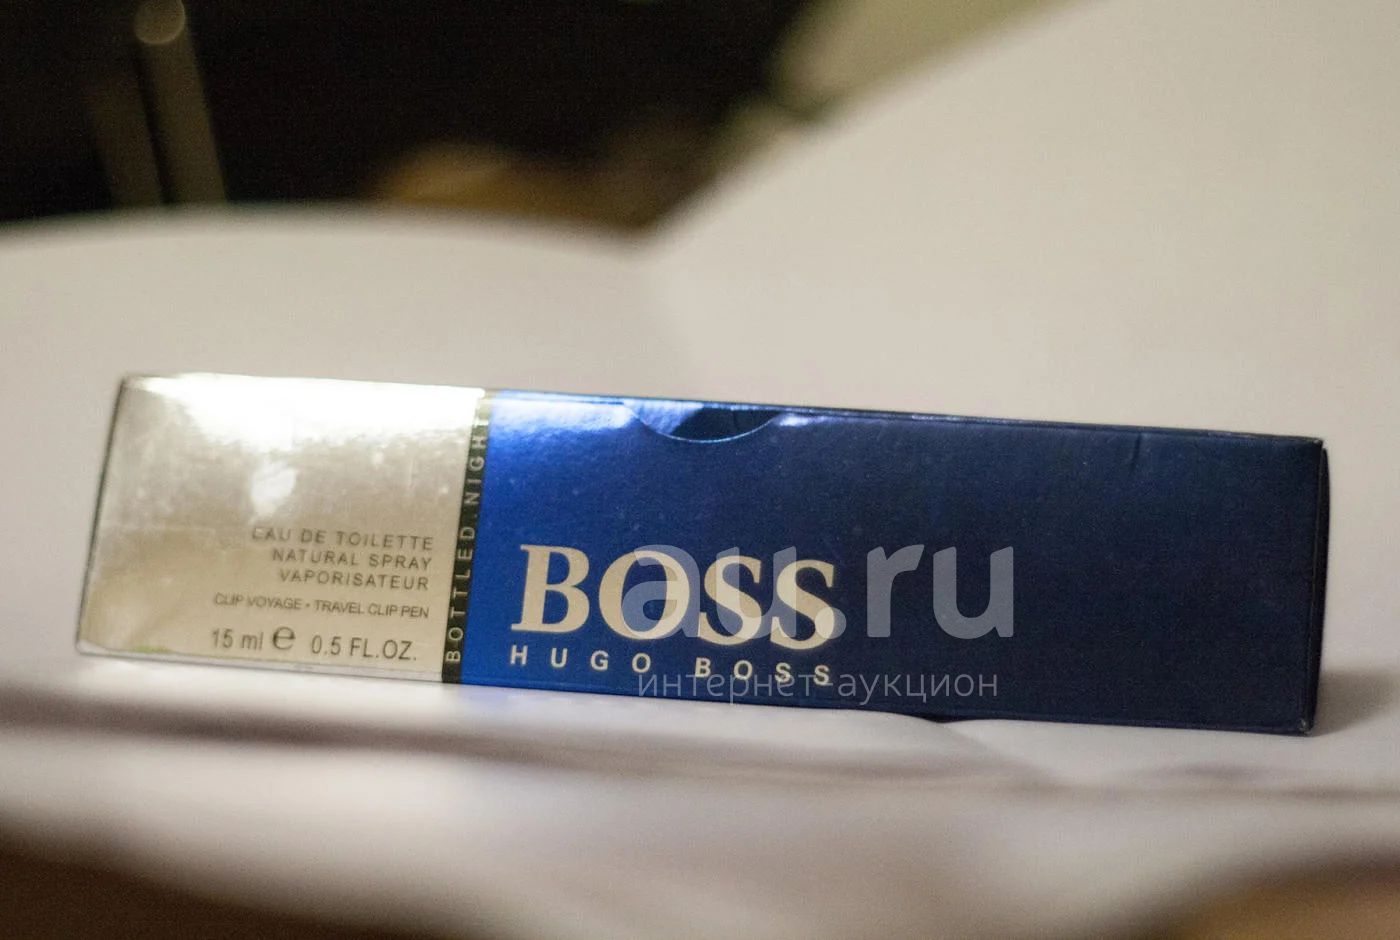 EAU DE TOILETTE
NATURAL SPRAY
VAPORISATEUR
CLIP VOYAGE • TRAVEL CLIP PEN
15 ml ℮ 0.5 FL.OZ.
BOTTLED.NIGHT
BOSS
HUGO BOSS
au.ru
интернет-аукцион